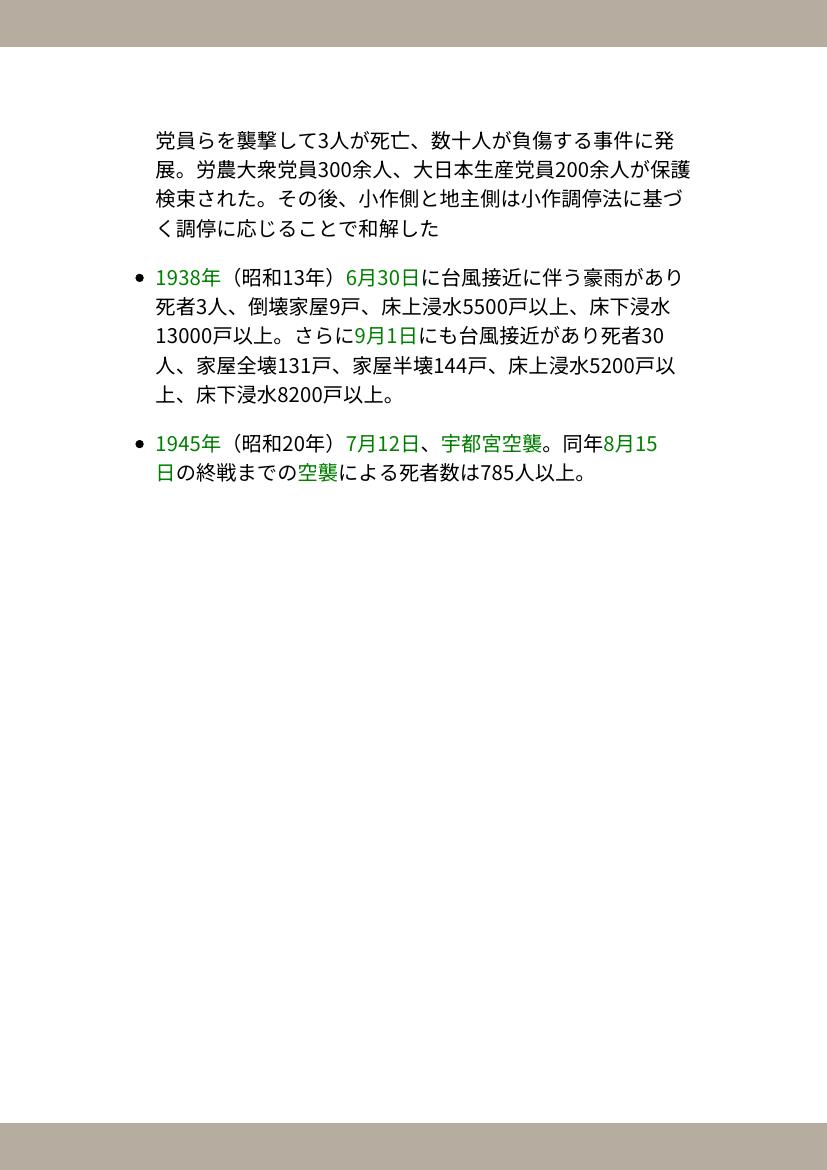 党員らを襲撃して3人が死亡、数十人が負傷する事件に発
展。労農大衆党員300余人、大日本生産党員200余人が保護
検束された。その後、小作側と地主側は小作調停法に基づ
く調停に応じることで和解した
1938年（昭和13年）6月30日に台風接近に伴う豪雨があり
死者3人、倒壊家屋9戸、床上浸水5500戸以上、床下浸水
13000戸以上。さらに9月1日にも台風接近があり死者30
人、家屋全壊131戸、家屋半壊144戸、床上浸水5200戸以
上、床下浸水8200戸以上。
1945年（昭和20年）7月12日、宇都宮空襲。同年8月15
日の終戦までの空襲による死者数は785人以上。